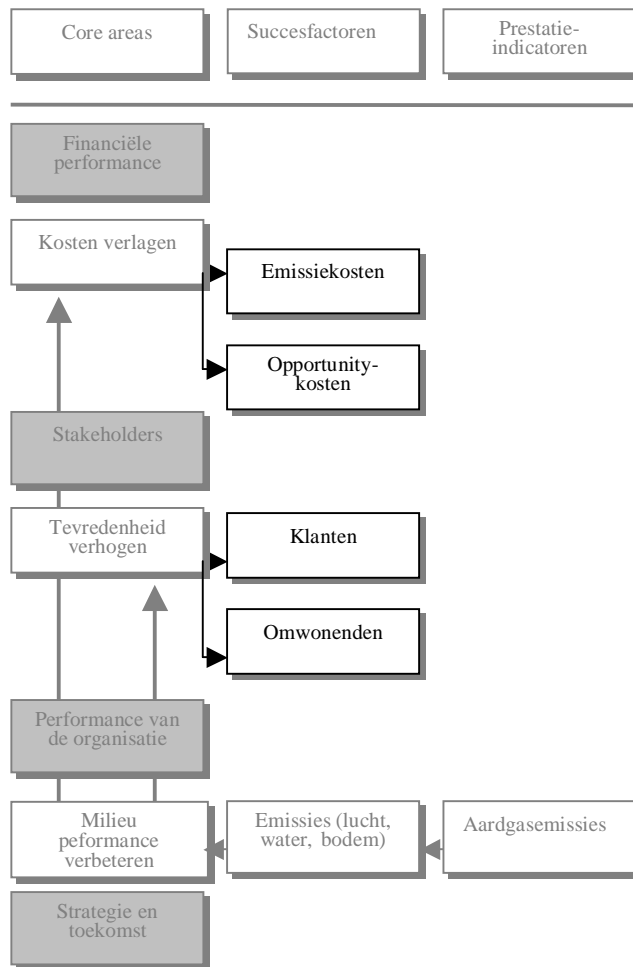 Core areas
Succesfactoren
Prestatie-
indicatoren
Financiële
performance
Kosten verlagen
Emissiekosten
Opportunity-
kosten
Stakeholders
Tevredenheid
verhogen
Klanten
Omwonenden
Performance van
de organisatie
Milieu
peformance
verbeteren
Emissies (lucht,
water, bodem)
Aardgasemissies
Strategie en
toekomst